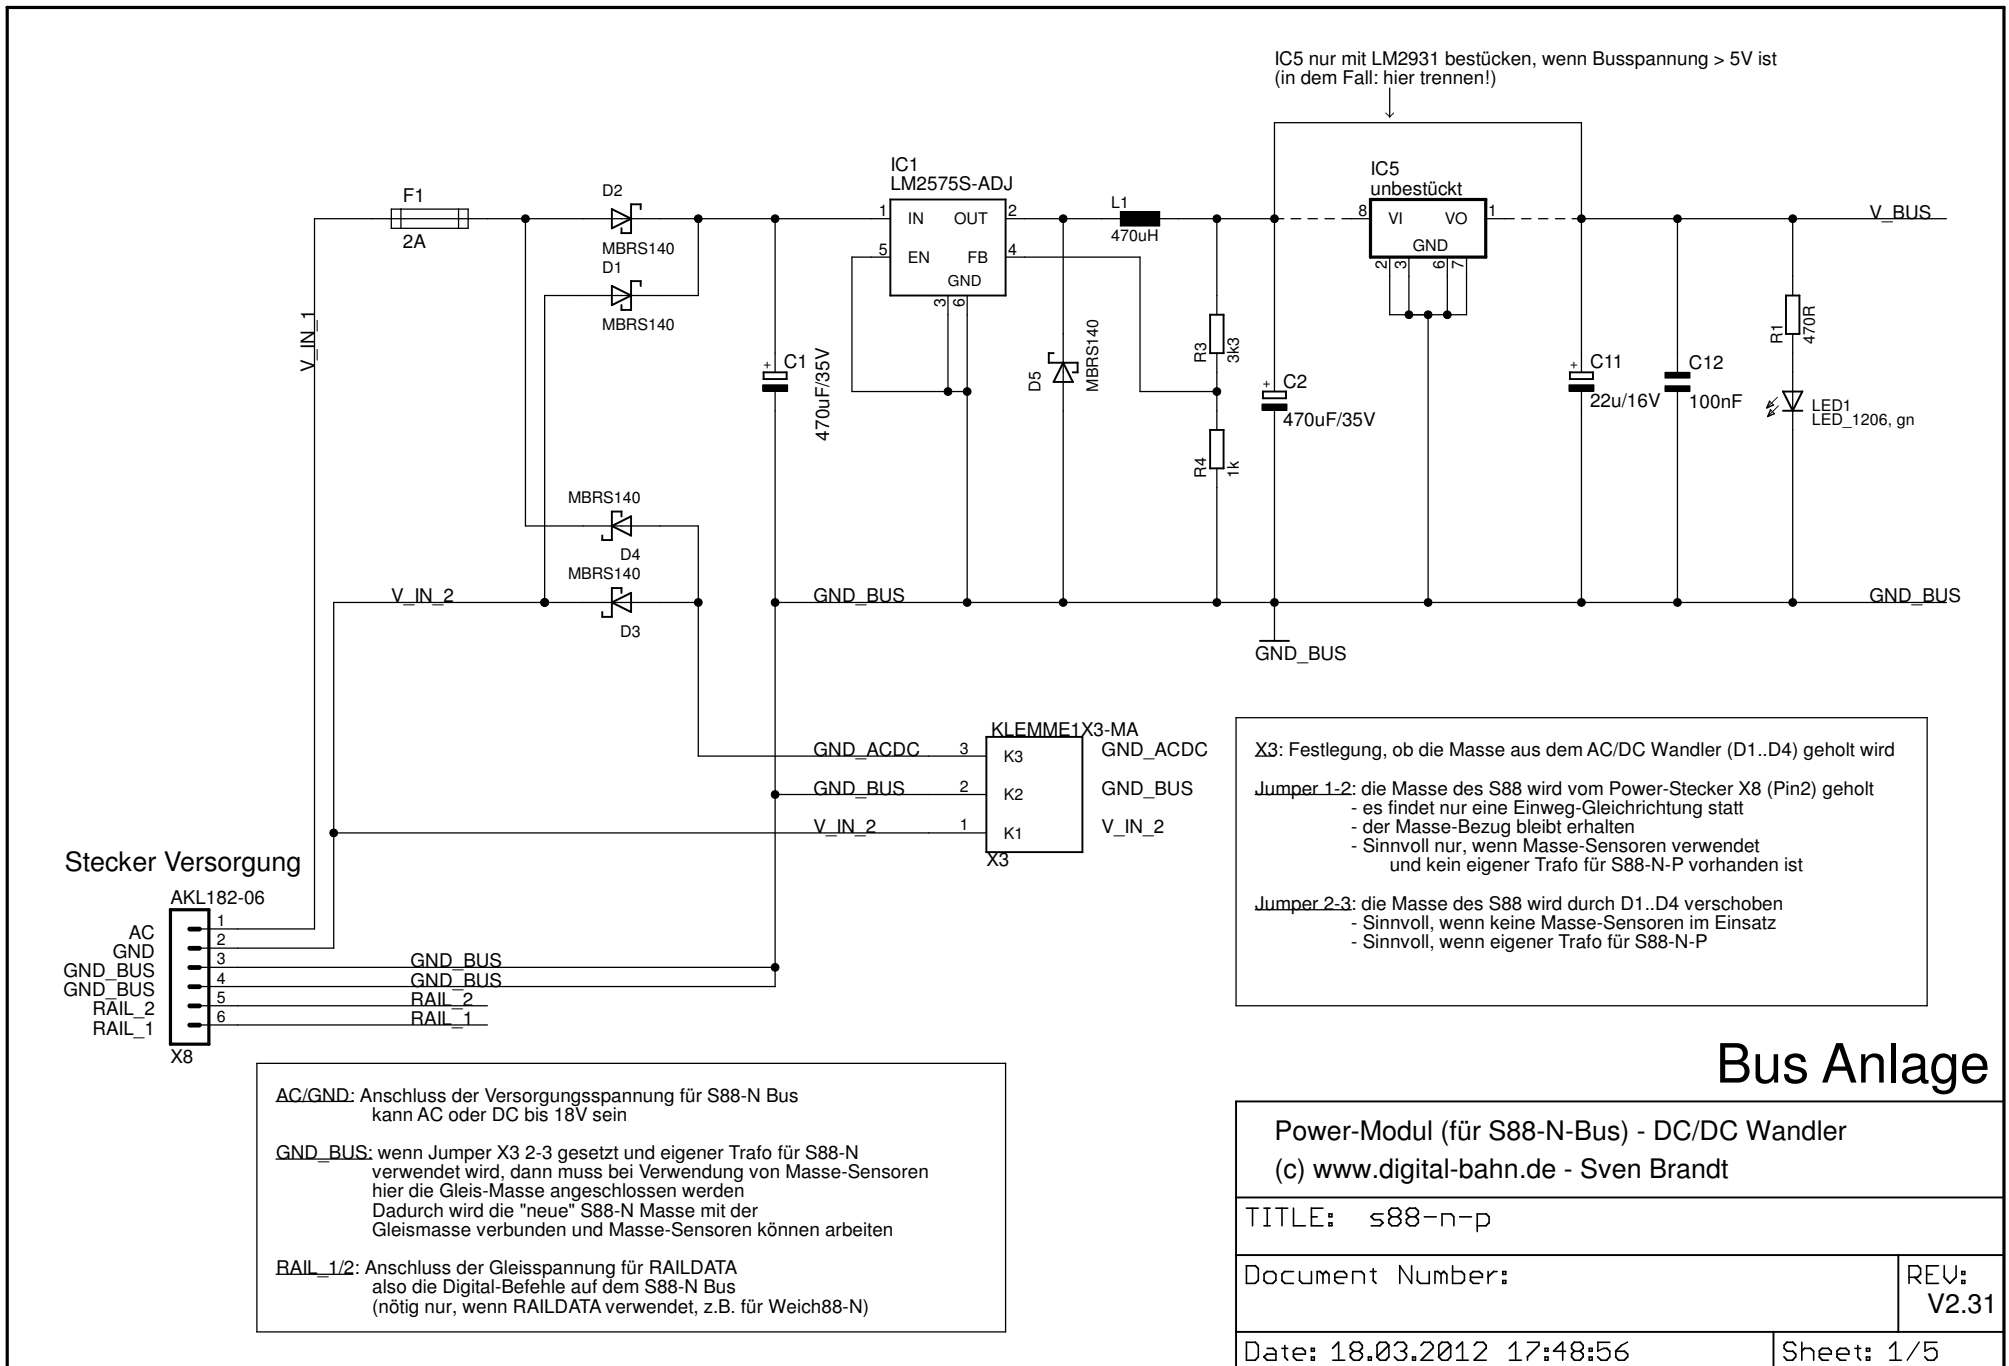 IC5 nur mit LM2931 bestücken, wenn Busspannung > 5V ist
(in dem Fall: hier trennen!)
F1
2A
D2
MBRS140
D1
MBRS140
IC1
LM2575S-ADJ
1 IN OUT 2
5 EN FB 4
GND
3 6
L1
470uH
IC5
unbestückt
8 VI VO 1
GND
2 3 6 7
V_BUS
V_IN_1
+ C1
470uF/35V
D5
MBRS140
R3
3k3
R4
1k
+ C2
470uF/35V
+ C11
22u/16V
C12
100nF
R1
470R
LED1
LED_1206, gn
MBRS140
D4
MBRS140
D3
V_IN_2
GND_BUS
GND_BUS
GND_BUS
KLEMME1X3-MA
GND_ACDC 3 K3 GND_ACDC
GND_BUS 2 K2 GND_BUS
V_IN_2 1 K1 V_IN_2
X3
Stecker Versorgung
AKL182-06
AC 1
GND 2
GND_BUS 3 GND_BUS
GND_BUS 4 GND_BUS
RAIL_2 5 RAIL_2
RAIL_1 6 RAIL_1
X8
X3: Festlegung, ob die Masse aus dem AC/DC Wandler (D1..D4) geholt wird
Jumper 1-2: die Masse des S88 wird vom Power-Stecker X8 (Pin2) geholt
- es findet nur eine Einweg-Gleichrichtung statt
- der Masse-Bezug bleibt erhalten
- Sinnvoll nur, wenn Masse-Sensoren verwendet
und kein eigener Trafo für S88-N-P vorhanden ist
Jumper 2-3: die Masse des S88 wird durch D1..D4 verschoben
- Sinnvoll, wenn keine Masse-Sensoren im Einsatz
- Sinnvoll, wenn eigener Trafo für S88-N-P
AC/GND: Anschluss der Versorgungsspannung für S88-N Bus
kann AC oder DC bis 18V sein
GND_BUS: wenn Jumper X3 2-3 gesetzt und eigener Trafo für S88-N
verwendet wird, dann muss bei Verwendung von Masse-Sensoren
hier die Gleis-Masse angeschlossen werden
Dadurch wird die "neue" S88-N Masse mit der
Gleismasse verbunden und Masse-Sensoren können arbeiten
RAIL_1/2: Anschluss der Gleisspannung für RAILDATA
also die Digital-Befehle auf dem S88-N Bus
(nötig nur, wenn RAILDATA verwendet, z.B. für Weich88-N)
Bus Anlage
Power-Modul (für S88-N-Bus) - DC/DC Wandler
(c) www.digital-bahn.de - Sven Brandt
TITLE: s88-n-p
Document Number:
REV:
V2.31
Date: 18.03.2012 17:48:56
Sheet: 1/5